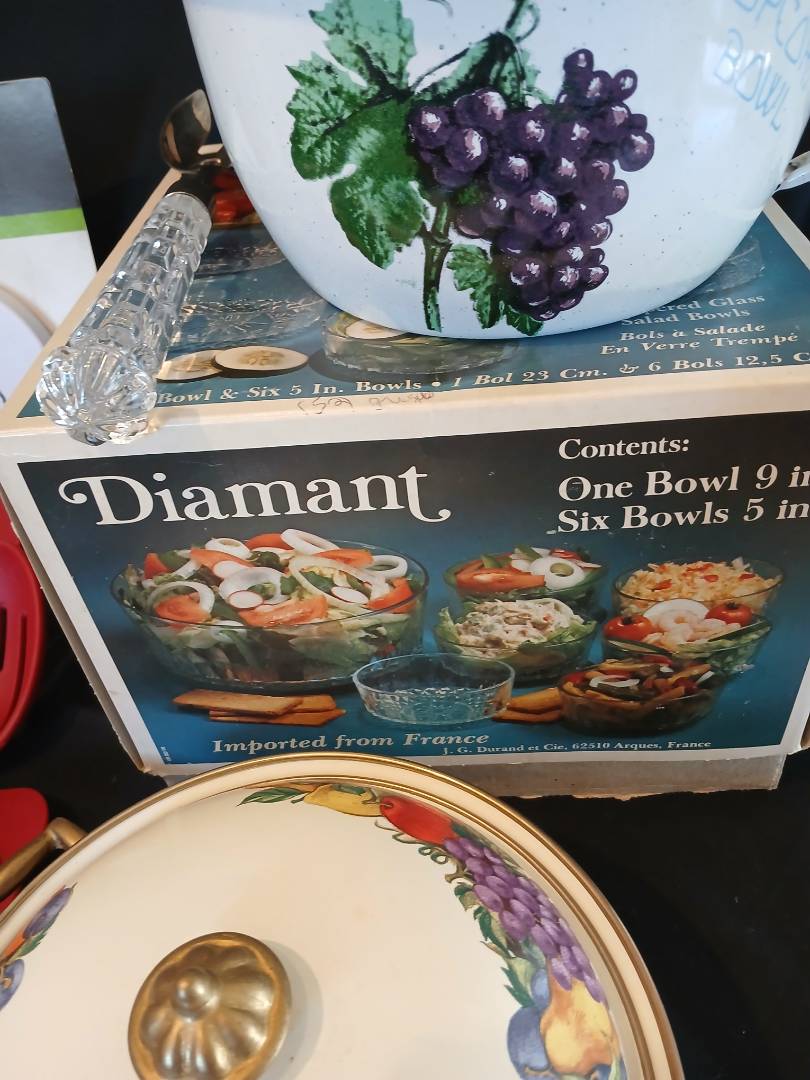 BOWL
Glass
Salad Bowls
Bols à Salade
En Verre Trempé
Bowl & Six 5 In. Bowls • 1 Bol 23 Cm. & 6 Bols 12,5
Diamant
Contents:
One Bowl 9
Six Bowls 5 in
Imported from France
J. G. Durand et Cie, 62510 Arques, France